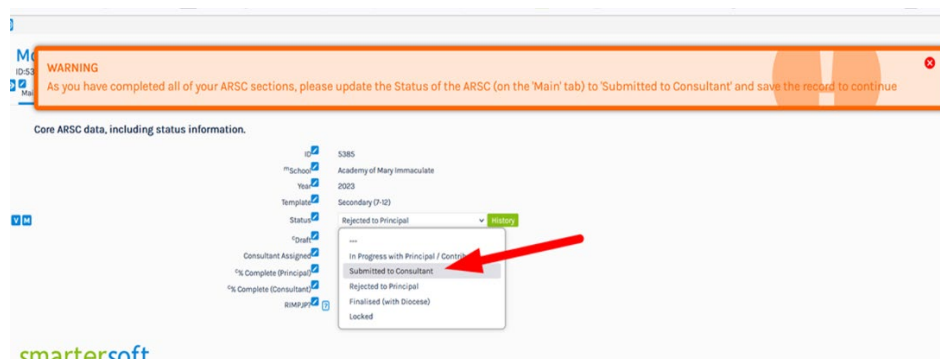 WARNING
As you have completed all of your ARSC sections, please update the Status of the ARSC (on the 'Main' tab) to 'Submitted to Consultant' and save the record to continue
Core ARSC data, including status information.
ID 5385
mSchool Academy of Mary Immaculate
Year 2023
Template Secondary (7-12)
V M
Status Rejected to Principal History
cDraft
---
Consultant Assigned
In Progress with Principal /
c% Complete (Principal)
Submitted to Consultant
c% Complete (Consultant)
Rejected to Principal
RIMPJP?
?
Finalised (with Diocese)
Locked
smartersoft